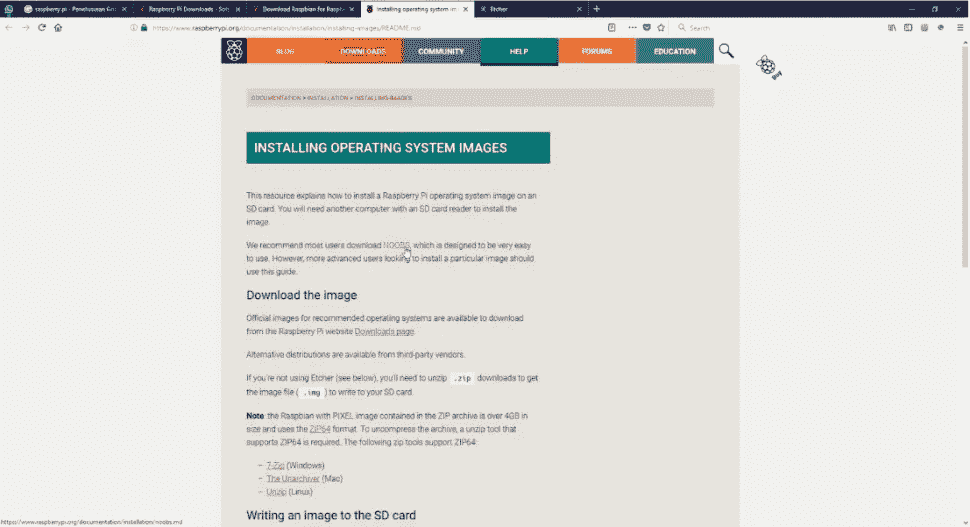 raspberry pi - Penelusuran Go
Raspberry Pi Downloads - Sof
Download Raspbian for Raspb
Installing operating system im
Etcher
https://www.raspberrypi.org/documentation/installation/installing-images/README.md
Search
BLOG
DOWNLOADS
COMMUNITY
HELP
FORUMS
EDUCATION
BUY
DOCUMENTATION > INSTALLATION > INSTALLING-IMAGES
INSTALLING OPERATING SYSTEM IMAGES
This resource explains how to install a Raspberry Pi operating system image on an
SD card. You will need another computer with an SD card reader to install the
image.
We recommend most users download NOOBS, which is designed to be very easy
to use. However, more advanced users looking to install a particular image should
use this guide.
Download the image
Official images for recommended operating systems are available to download
from the Raspberry Pi website Downloads page.
Alternative distributions are available from third-party vendors.
If you're not using Etcher (see below), you'll need to unzip .zip downloads to get
the image file ( .img ) to write to your SD card.
Note: the Raspbian with PIXEL image contained in the ZIP archive is over 4GB in
size and uses the ZIP64 format. To uncompress the archive, a unzip tool that
supports ZIP64 is required. The following zip tools support ZIP64:
– 7-Zip (Windows)
– The Unarchiver (Mac)
– Unzip (Linux)
Writing an image to the SD card
https://www.raspberrypi.org/documentation/installation/noobs.md